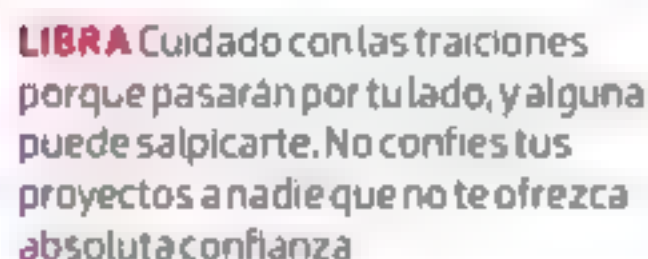 LIBRA Cuidado con las traiciones
porque pasarán por tu lado, y alguna
puede salpicarte. No confies tus
proyectos a nadie que no te ofrezca
absoluta confianza